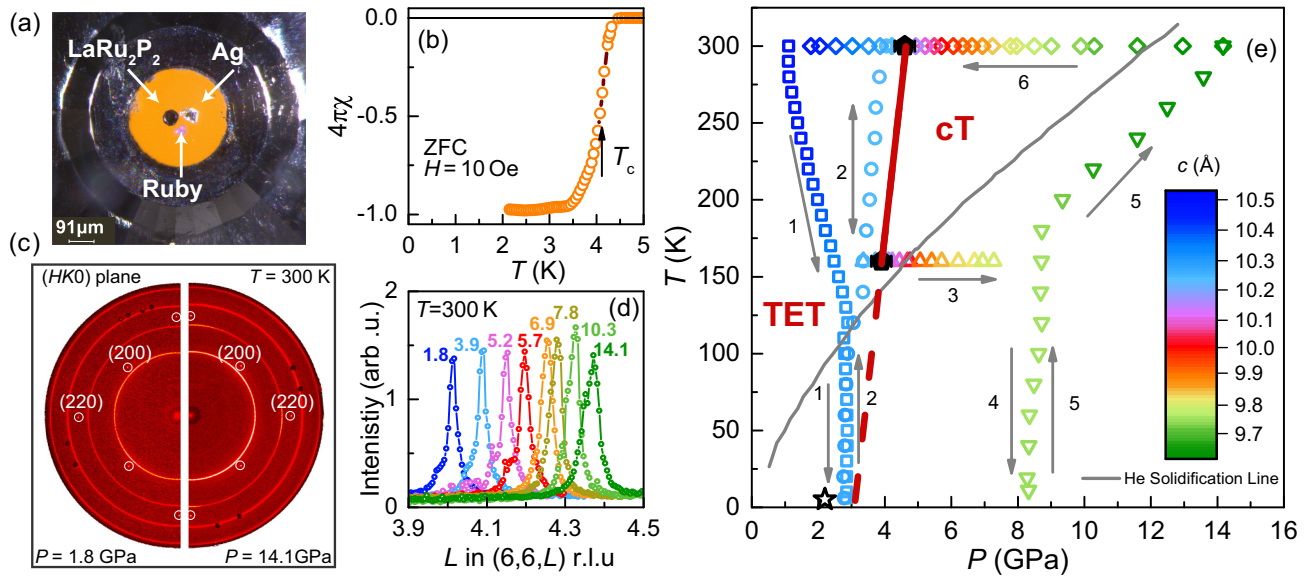 (a)
LaRu2P2
Ag
Ruby
91µm
(b)
4πχ
0.0
-0.5
-1.0
ZFC
H = 10 Oe
Tc
0 1 2 3 4 5
T (K)
(c)
(HK0) plane
T = 300 K
(200)
(200)
(220)
(220)
P = 1.8 GPa
P = 14.1GPa
(d)
T=300 K
1.8
3.9
5.2
5.7
6.9
7.8
10.3
14.1
Intenistiy (arb .u.)
2
1
0
3.9 4.1 4.3 4.5
L in (6,6,L) r.l.u
(e)
T (K)
300
250
200
150
100
50
0
6
cT
2
1
5
3
TET
1
2
4
5
c (Å)
10.5
10.4
10.3
10.2
10.1
10.0
9.9
9.8
9.7
He Solidification Line
0 2 4 6 8 10 12 14 16
P (GPa)